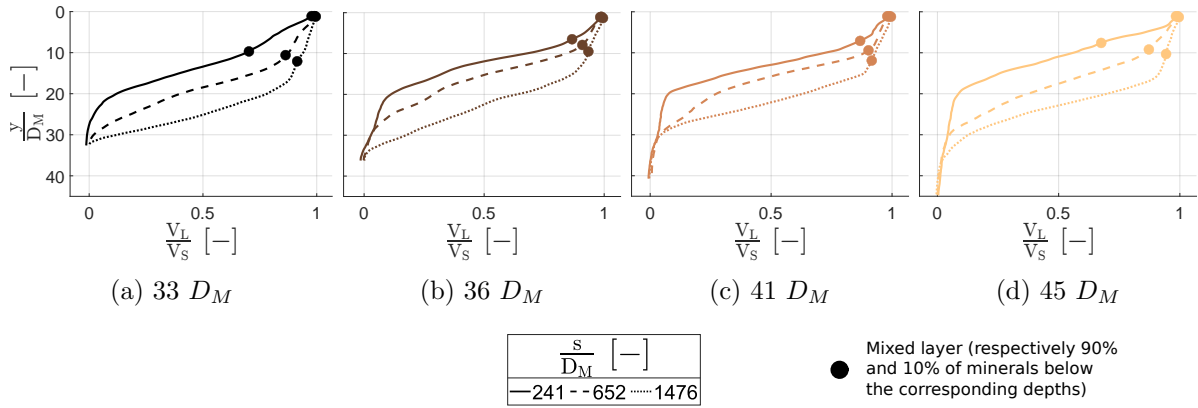 0
10
20
30
40
y/D_M [−]
0 0.5 1
0 0.5 1
0 0.5 1
0 0.5 1
V_L/V_S [−]
V_L/V_S [−]
V_L/V_S [−]
V_L/V_S [−]
(a) 33 D_M
(b) 36 D_M
(c) 41 D_M
(d) 45 D_M
s/D_M [−]
241 652 1476
Mixed layer (respectively 90%
and 10% of minerals below
the corresponding depths)